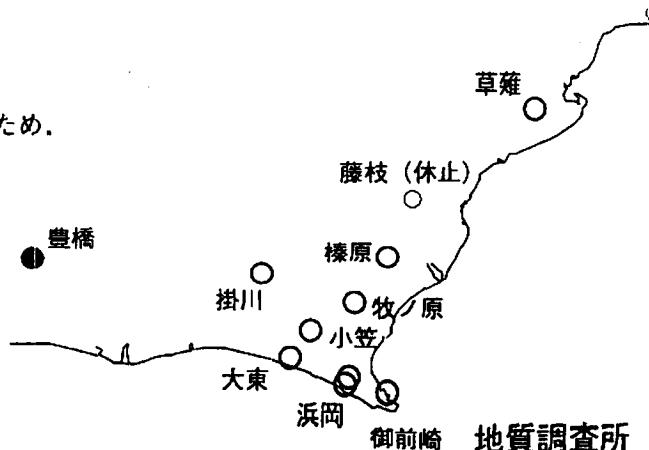 草薙
ため.
藤枝 (休止)
豊橋
榛原
掛川
牧ノ原
小笠
大東
浜岡
御前崎
地質調査所